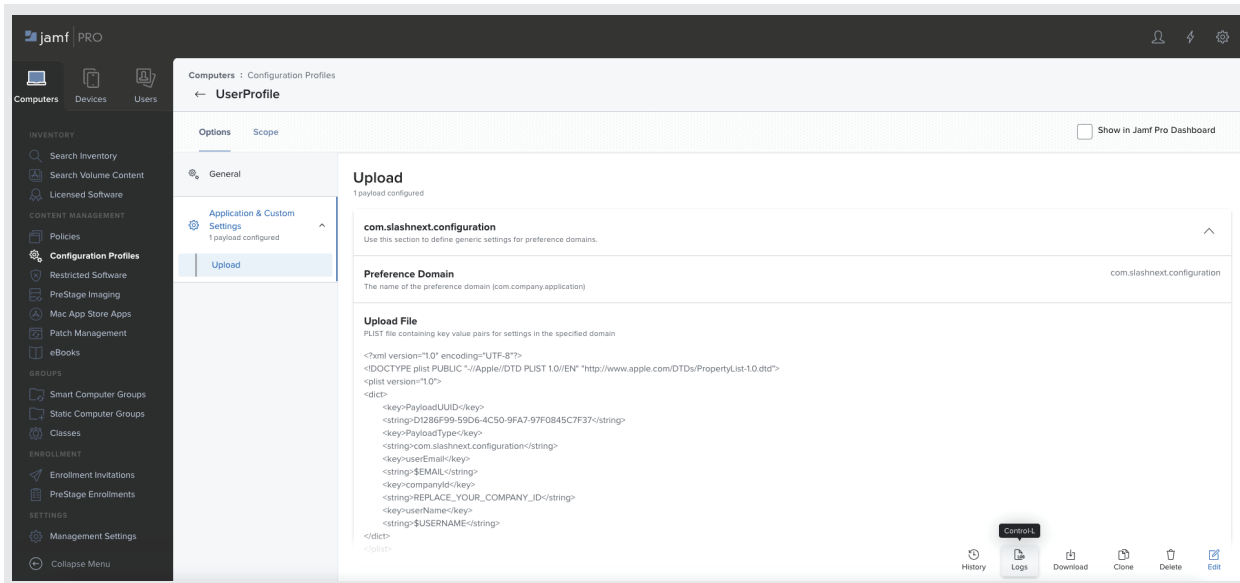 jamf PRO
Computers
Devices
Users
INVENTORY
Search Inventory
Search Volume Content
Licensed Software
CONTENT MANAGEMENT
Policies
Configuration Profiles
Restricted Software
PreStage Imaging
Mac App Store Apps
Patch Management
eBooks
GROUPS
Smart Computer Groups
Static Computer Groups
Classes
ENROLLMENT
Enrollment Invitations
PreStage Enrollments
SETTINGS
Management Settings
Collapse Menu
Computers : Configuration Profiles
← UserProfile
Options Scope
Show in Jamf Pro Dashboard
General
Application & Custom
Settings
1 payload configured
Upload
Upload
1 payload configured
com.slashnext.configuration
Use this section to define generic settings for preference domains.
Preference Domain
com.slashnext.configuration
The name of the preference domain (com.company.application)
Upload File
PLIST file containing key value pairs for settings in the specified domain
<?xml version="1.0" encoding="UTF-8"?>
<!DOCTYPE plist PUBLIC "-//Apple//DTD PLIST 1.0//EN" "http://www.apple.com/DTDs/PropertyList-1.0.dtd">
<plist version="1.0">
<dict>
<key>PayloadUUID</key>
<string>D1286F99-59D6-4C50-9FA7-97F0845C7F37</string>
<key>PayloadType</key>
<string>com.slashnext.configuration</string>
<key>userEmail</key>
<string>$EMAIL</string>
<key>companyId</key>
<string>REPLACE_YOUR_COMPANY_ID</string>
<key>userName</key>
<string>$USERNAME</string>
</dict>
</plist>
Control-L
History Logs Download Clone Delete Edit